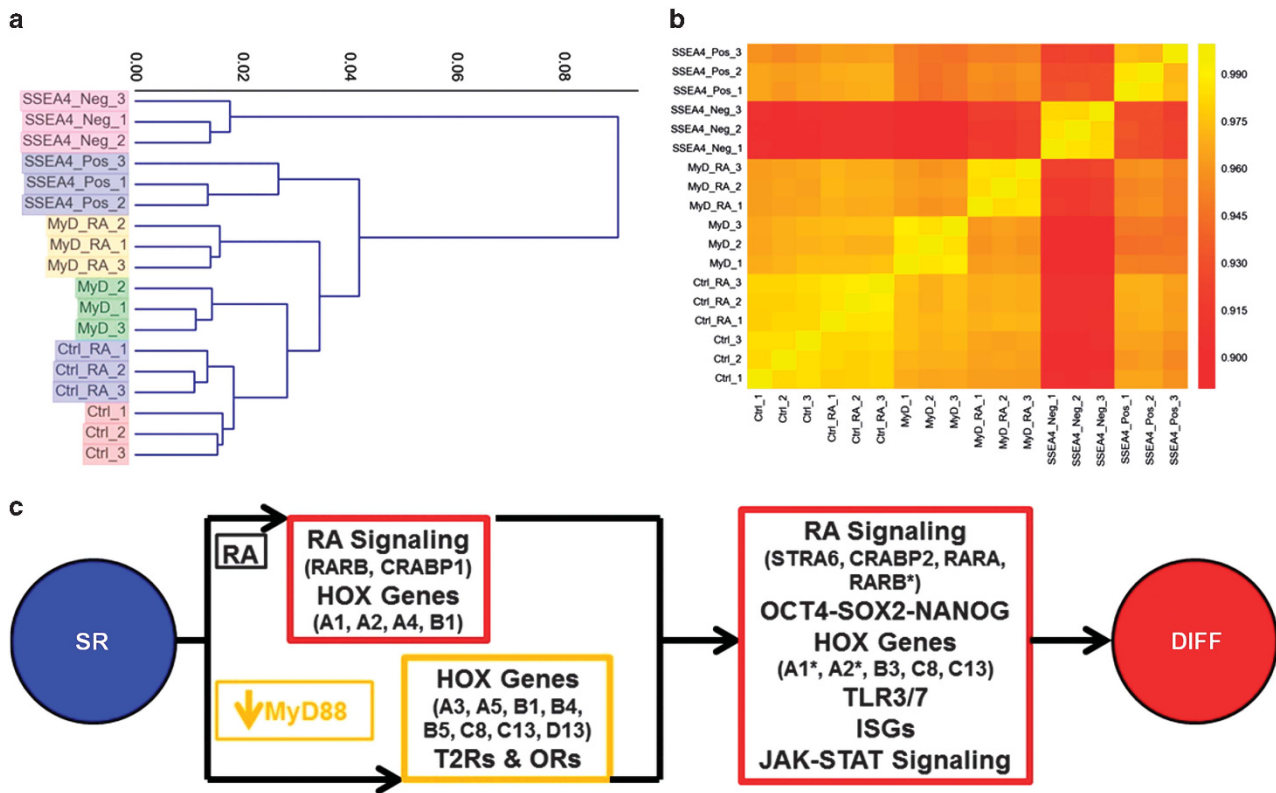 a
0.00
0.02
0.04
0.06
0.08
SSEA4_Neg_3
SSEA4_Neg_1
SSEA4_Neg_2
SSEA4_Pos_3
SSEA4_Pos_1
SSEA4_Pos_2
MyD_RA_2
MyD_RA_1
MyD_RA_3
MyD_2
MyD_1
MyD_3
Ctrl_RA_1
Ctrl_RA_2
Ctrl_RA_3
Ctrl_1
Ctrl_2
Ctrl_3
b
SSEA4_Pos_3
SSEA4_Pos_2
SSEA4_Pos_1
SSEA4_Neg_3
SSEA4_Neg_2
SSEA4_Neg_1
MyD_RA_3
MyD_RA_2
MyD_RA_1
MyD_3
MyD_2
MyD_1
Ctrl_RA_3
Ctrl_RA_2
Ctrl_RA_1
Ctrl_3
Ctrl_2
Ctrl_1
Ctrl_1
Ctrl_2
Ctrl_3
Ctrl_RA_1
Ctrl_RA_2
Ctrl_RA_3
MyD_1
MyD_2
MyD_3
MyD_RA_1
MyD_RA_2
MyD_RA_3
SSEA4_Neg_1
SSEA4_Neg_2
SSEA4_Neg_3
SSEA4_Pos_1
SSEA4_Pos_2
SSEA4_Pos_3
0.990
0.975
0.960
0.945
0.930
0.915
0.900
c
SR
RA
RA Signaling
(RARB, CRABP1)
HOX Genes
(A1, A2, A4, B1)
↓MyD88
HOX Genes
(A3, A5, B1, B4,
B5, C8, C13, D13)
T2Rs & ORs
RA Signaling
(STRA6, CRABP2, RARA,
RARB*)
OCT4-SOX2-NANOG
HOX Genes
(A1*, A2*, B3, C8, C13)
TLR3/7
ISGs
JAK-STAT Signaling
DIFF